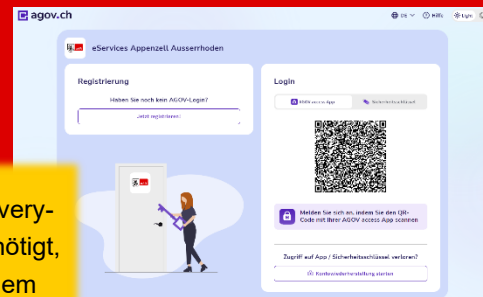 agov.ch
DE
Hilfe
Light
eServices Appenzell Ausserrhoden
Registrierung
Haben Sie noch kein AGOV-Login?
Jetzt registrieren
Login
AGOV access App
Sicherheitsschlüssel
Melden Sie sich an, indem Sie den QR-
Code mit Ihrer AGOV access App scannen
Zugriff auf App / Sicherheitsschlüssel verloren?
Kontowiederherstellung starten
very-
nötigt,
em